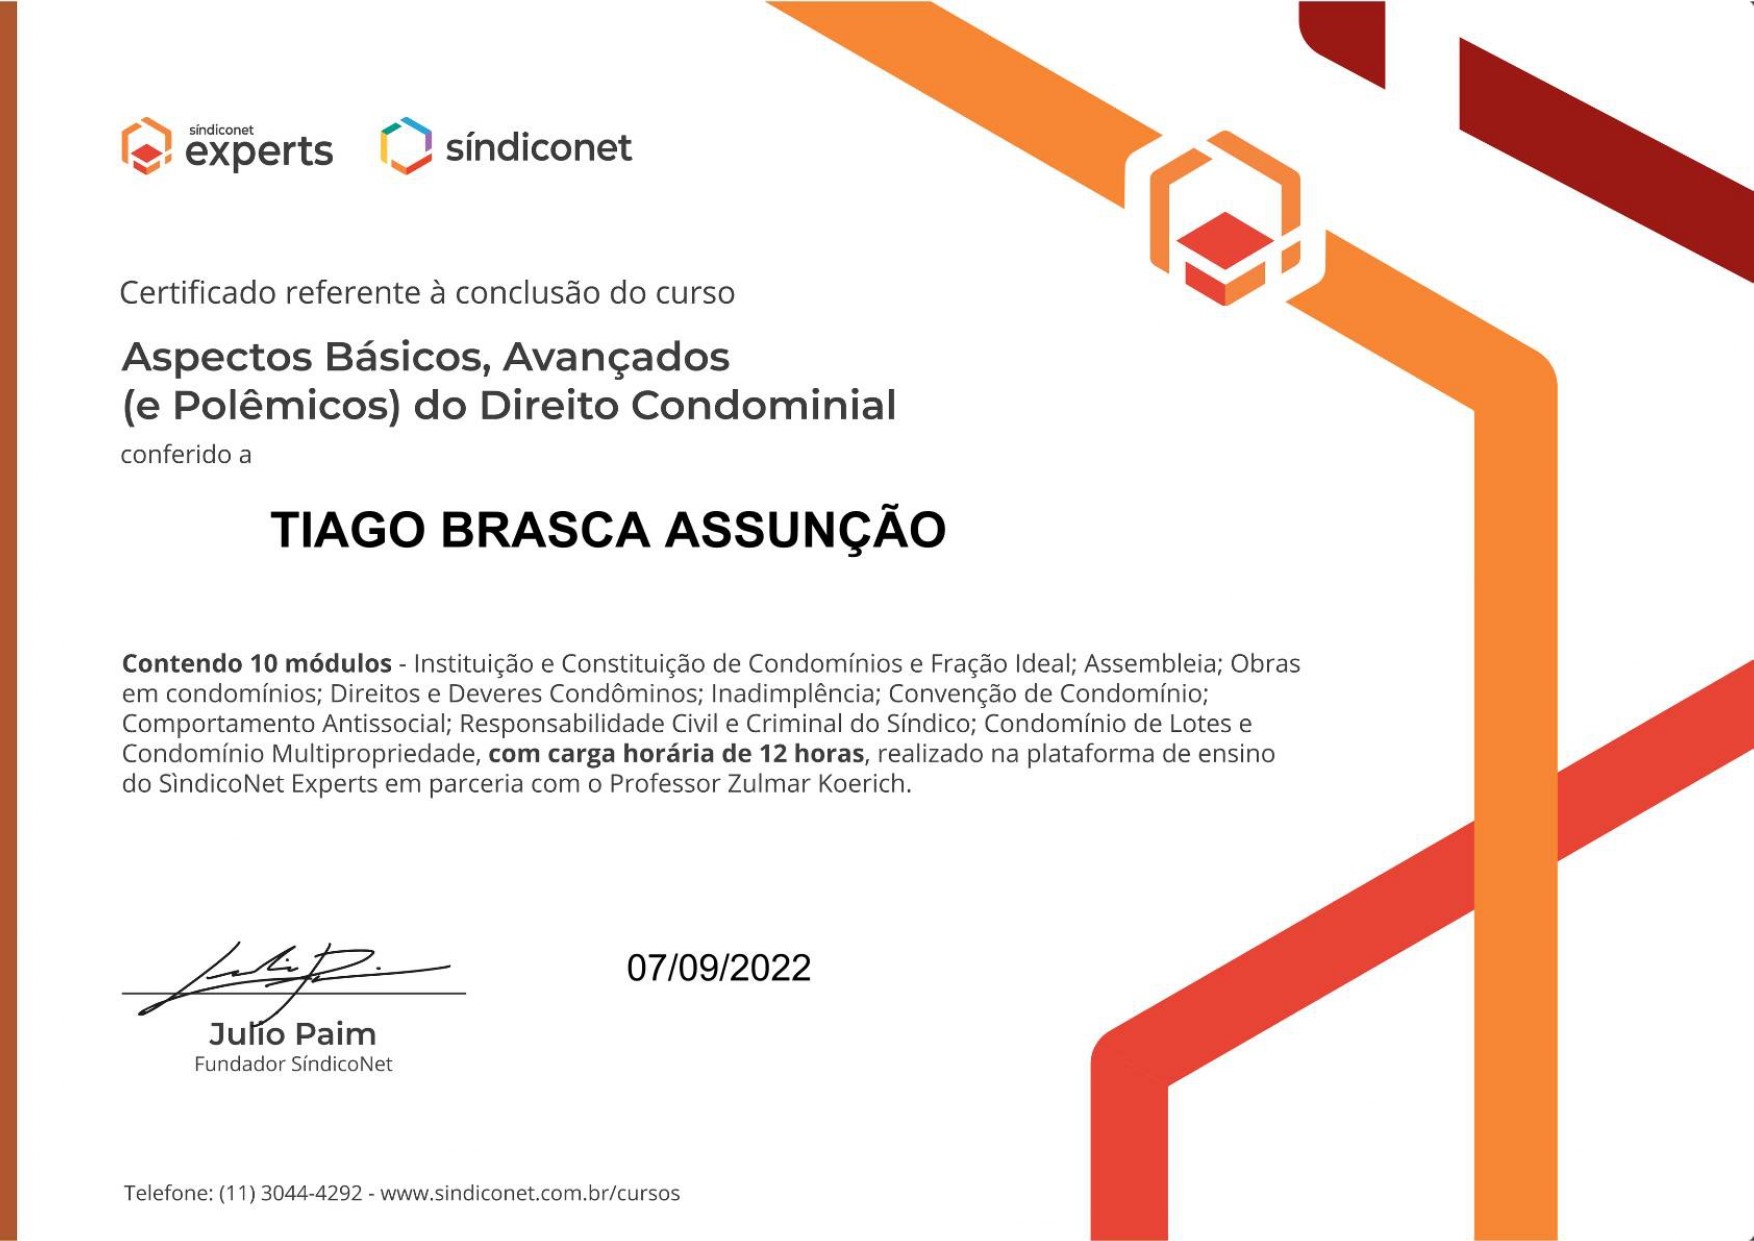 síndiconet
experts
síndiconet
Certificado referente à conclusão do curso
Aspectos Básicos, Avançados
(e Polêmicos) do Direito Condominial
conferido a
TIAGO BRASCA ASSUNÇÃO
Contendo 10 módulos - Instituição e Constituição de Condomínios e Fração Ideal; Assembleia; Obras
em condomínios; Direitos e Deveres Condôminos; Inadimplência; Convenção de Condomínio;
Comportamento Antissocial; Responsabilidade Civil e Criminal do Síndico; Condomínio de Lotes e
Condomínio Multipropriedade, com carga horária de 12 horas, realizado na plataforma de ensino
do SìndicoNet Experts em parceria com o Professor Zulmar Koerich.
07/09/2022
Julio Paim
Fundador SíndicoNet
Telefone: (11) 3044-4292 - www.sindiconet.com.br/cursos